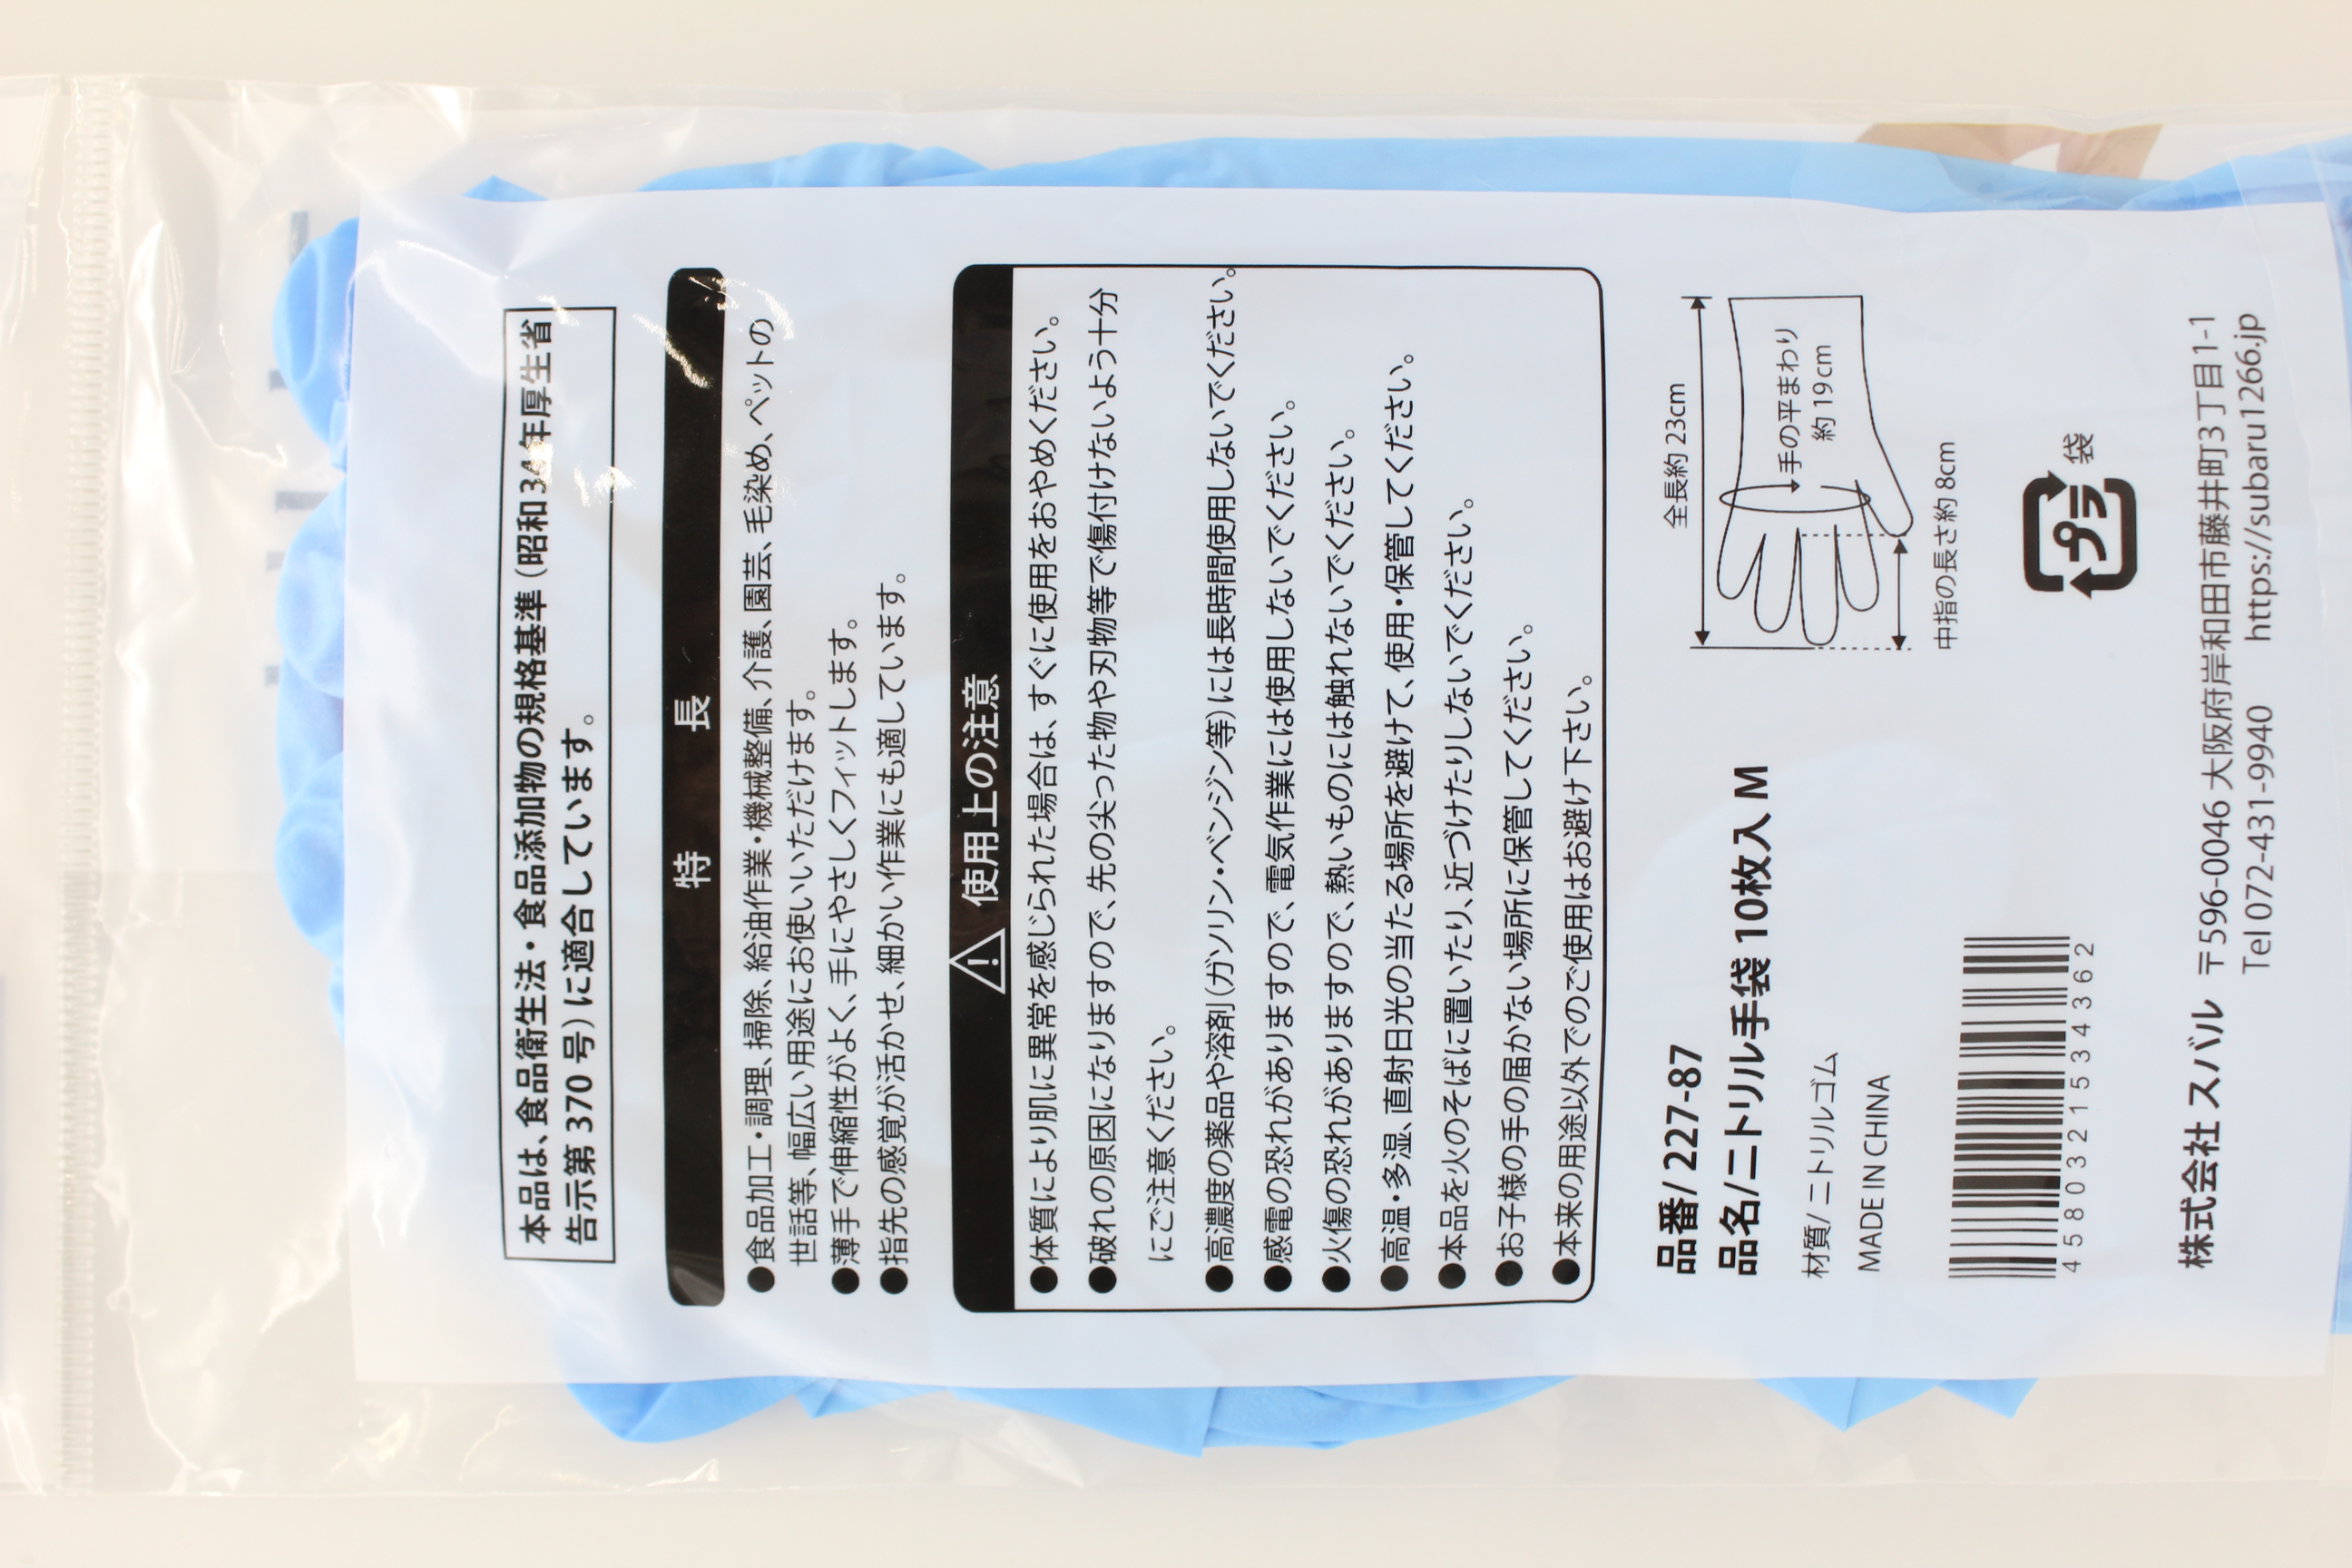 本品は、食品衛生法・食品添加物の規格基準（昭和34年厚生省
告示第 370 号）に適合しています。
特 長
●食品加工・調理、掃除、給油作業・機械整備、介護、園芸、毛染め、ペットの
世話等、幅広い用途にお使いいただけます。
●薄手で伸縮性がよく、手にやさしくフィットします。
●指先の感覚が活かせ、細かい作業にも適しています。
使用上の注意
●体質により肌に異常を感じられた場合は、すぐに使用をおやめください。
●破れの原因になりますので、先の尖った物や刃物等で傷付けないよう十分
にご注意ください。
●高濃度の薬品や溶剤（ガソリン・ベンジン等）には長時間使用しないでください。
●感電の恐れがありますので、電気作業には使用しないでください。
●火傷の恐れがありますので、熱いものには触れないでください。
●高温・多湿、直射日光の当たる場所を避けて、使用・保管してください。
●本品を火のそばに置いたり、近づけたりしないでください。
●お子様の手の届かない場所に保管してください。
●本来の用途以外でのご使用はお避け下さい。
品番/ 227-87
品名/ニトリル手袋 10枚入 M
材質/ ニトリルゴム
MADE IN CHINA
全長約 23cm
手の平まわり
約 19cm
中指の長さ約 8cm
4580321534362
プラ
袋
株式会社 スバル 〒596-0046 大阪府岸和田市藤井町3丁目1-1
Tel 072-431-9940 https://subaru1266.jp